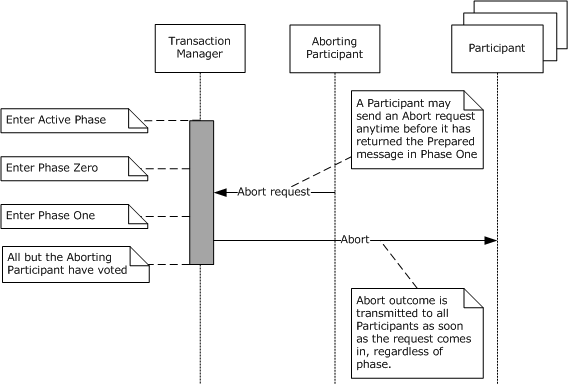 Transaction
Manager
Aborting
Participant
Participant
Enter Active Phase
A Participant may
send an Abort request
anytime before it has
returned the Prepared
message in Phase One
Enter Phase Zero
Abort request
Enter Phase One
Abort
All but the Aborting
Participant have voted
Abort outcome is
transmitted to all
Participants as soon
as the request comes
in, regardless of
phase.